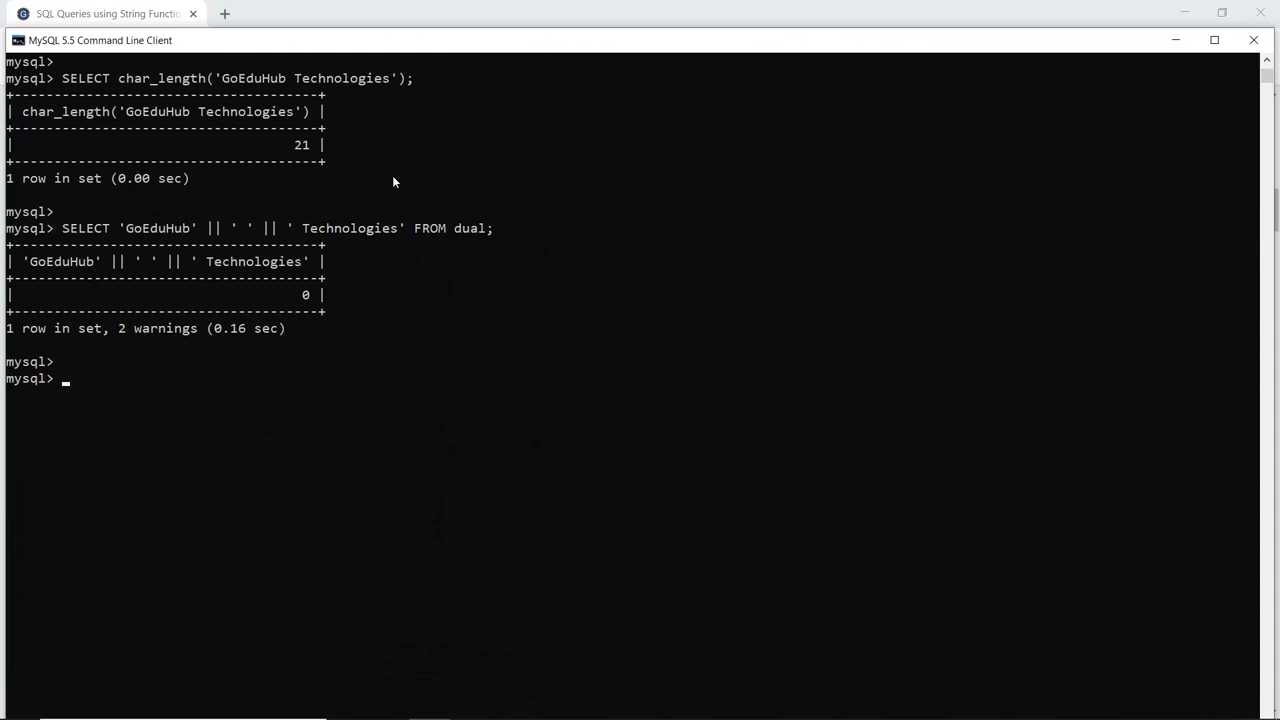 SQL Queries using String Functio
MySQL 5.5 Command Line Client
mysql>
mysql> SELECT char_length('GoEduHub Technologies');
+---------------------------------------+
| char_length('GoEduHub Technologies') |
+---------------------------------------+
| 21 |
+---------------------------------------+
1 row in set (0.00 sec)
mysql>
mysql> SELECT 'GoEduHub' || ' ' || ' Technologies' FROM dual;
+---------------------------------------+
| 'GoEduHub' || ' ' || ' Technologies' |
+---------------------------------------+
| 0 |
+---------------------------------------+
1 row in set, 2 warnings (0.16 sec)
mysql>
mysql> _